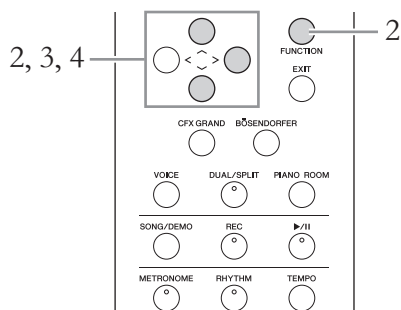 2
FUNCTION
2, 3, 4
< >
EXIT
CFX GRAND BÖSENDORFER
VOICE DUAL/SPLIT PIANO ROOM
SONG/DEMO REC ▶/II
METRONOME RHYTHM TEMPO